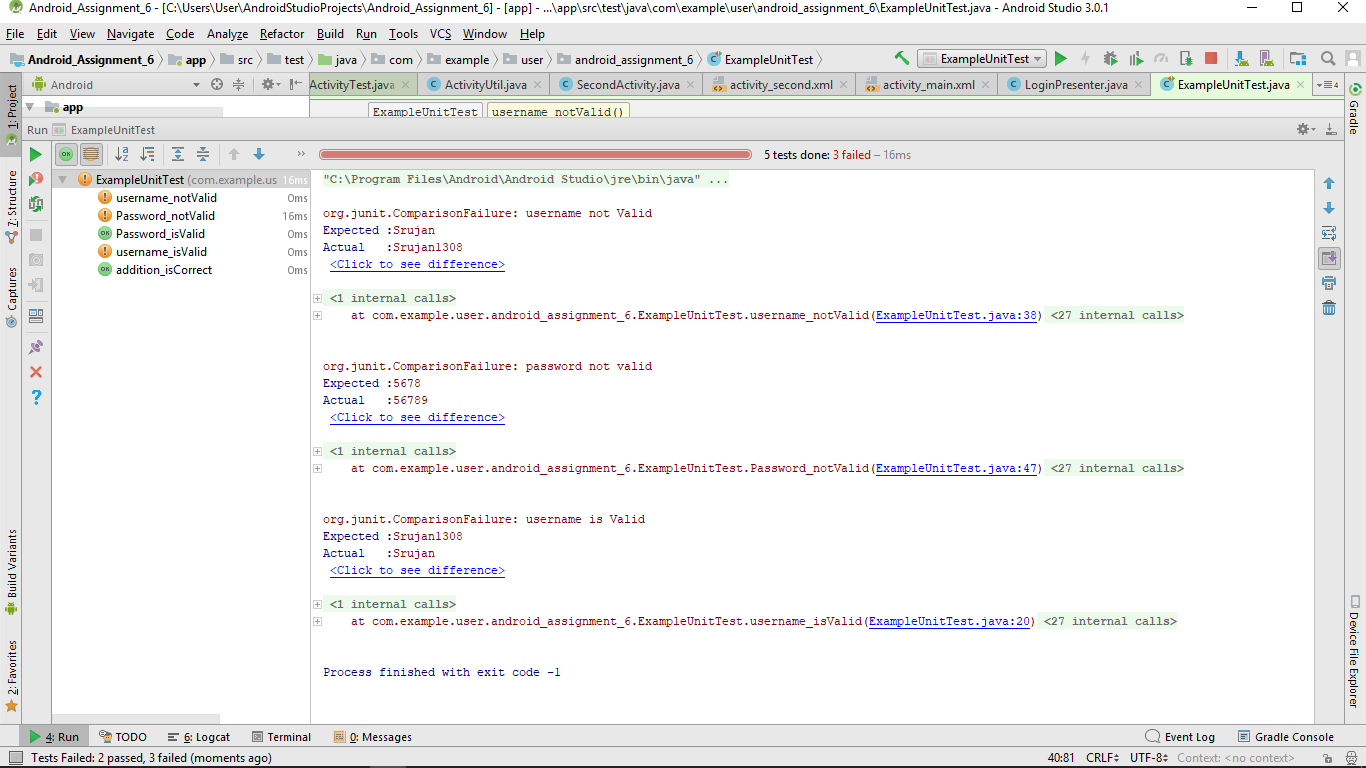 Android_Assignment_6 - [C:\Users\User\AndroidStudioProjects\Android_Assignment_6] - [app] - ...\app\src\test\java\com\example\user\android_assignment_6\ExampleUnitTest.java - Android Studio 3.0.1
File Edit View Navigate Code Analyze Refactor Build Run Tools VCS Window Help
Android_Assignment_6 app src test java com example user android_assignment_6 ExampleUnitTest ExampleUnitTest
Android ActivityTest.java ActivityUtil.java SecondActivity.java activity_second.xml activity_main.xml LoginPresenter.java ExampleUnitTest.java 4
app ExampleUnitTest username notValid()
Run ExampleUnitTest
5 tests done: 3 failed – 16ms
ExampleUnitTest (com.example.us 16ms
username_notValid 0ms
Password_notValid 16ms
Password_isValid 0ms
username_isValid 0ms
addition_isCorrect 0ms
"C:\Program Files\Android\Android Studio\jre\bin\java" ...
org.junit.ComparisonFailure: username not Valid
Expected :Srujan
Actual :Srujan1308
<Click to see difference>
<1 internal calls>
at com.example.user.android_assignment_6.ExampleUnitTest.username_notValid(ExampleUnitTest.java:38) <27 internal calls>
org.junit.ComparisonFailure: password not valid
Expected :5678
Actual :56789
<Click to see difference>
<1 internal calls>
at com.example.user.android_assignment_6.ExampleUnitTest.Password_notValid(ExampleUnitTest.java:47) <27 internal calls>
org.junit.ComparisonFailure: username is Valid
Expected :Srujan1308
Actual :Srujan
<Click to see difference>
<1 internal calls>
at com.example.user.android_assignment_6.ExampleUnitTest.username_isValid(ExampleUnitTest.java:20) <27 internal calls>
Process finished with exit code -1
1: Project
7: Structure
Captures
Build Variants
2: Favorites
Gradle
Device File Explorer
4: Run TODO 6: Logcat Terminal 0: Messages Event Log Gradle Console
Tests Failed: 2 passed, 3 failed (moments ago) 40:81 CRLF UTF-8 Context: <no context>